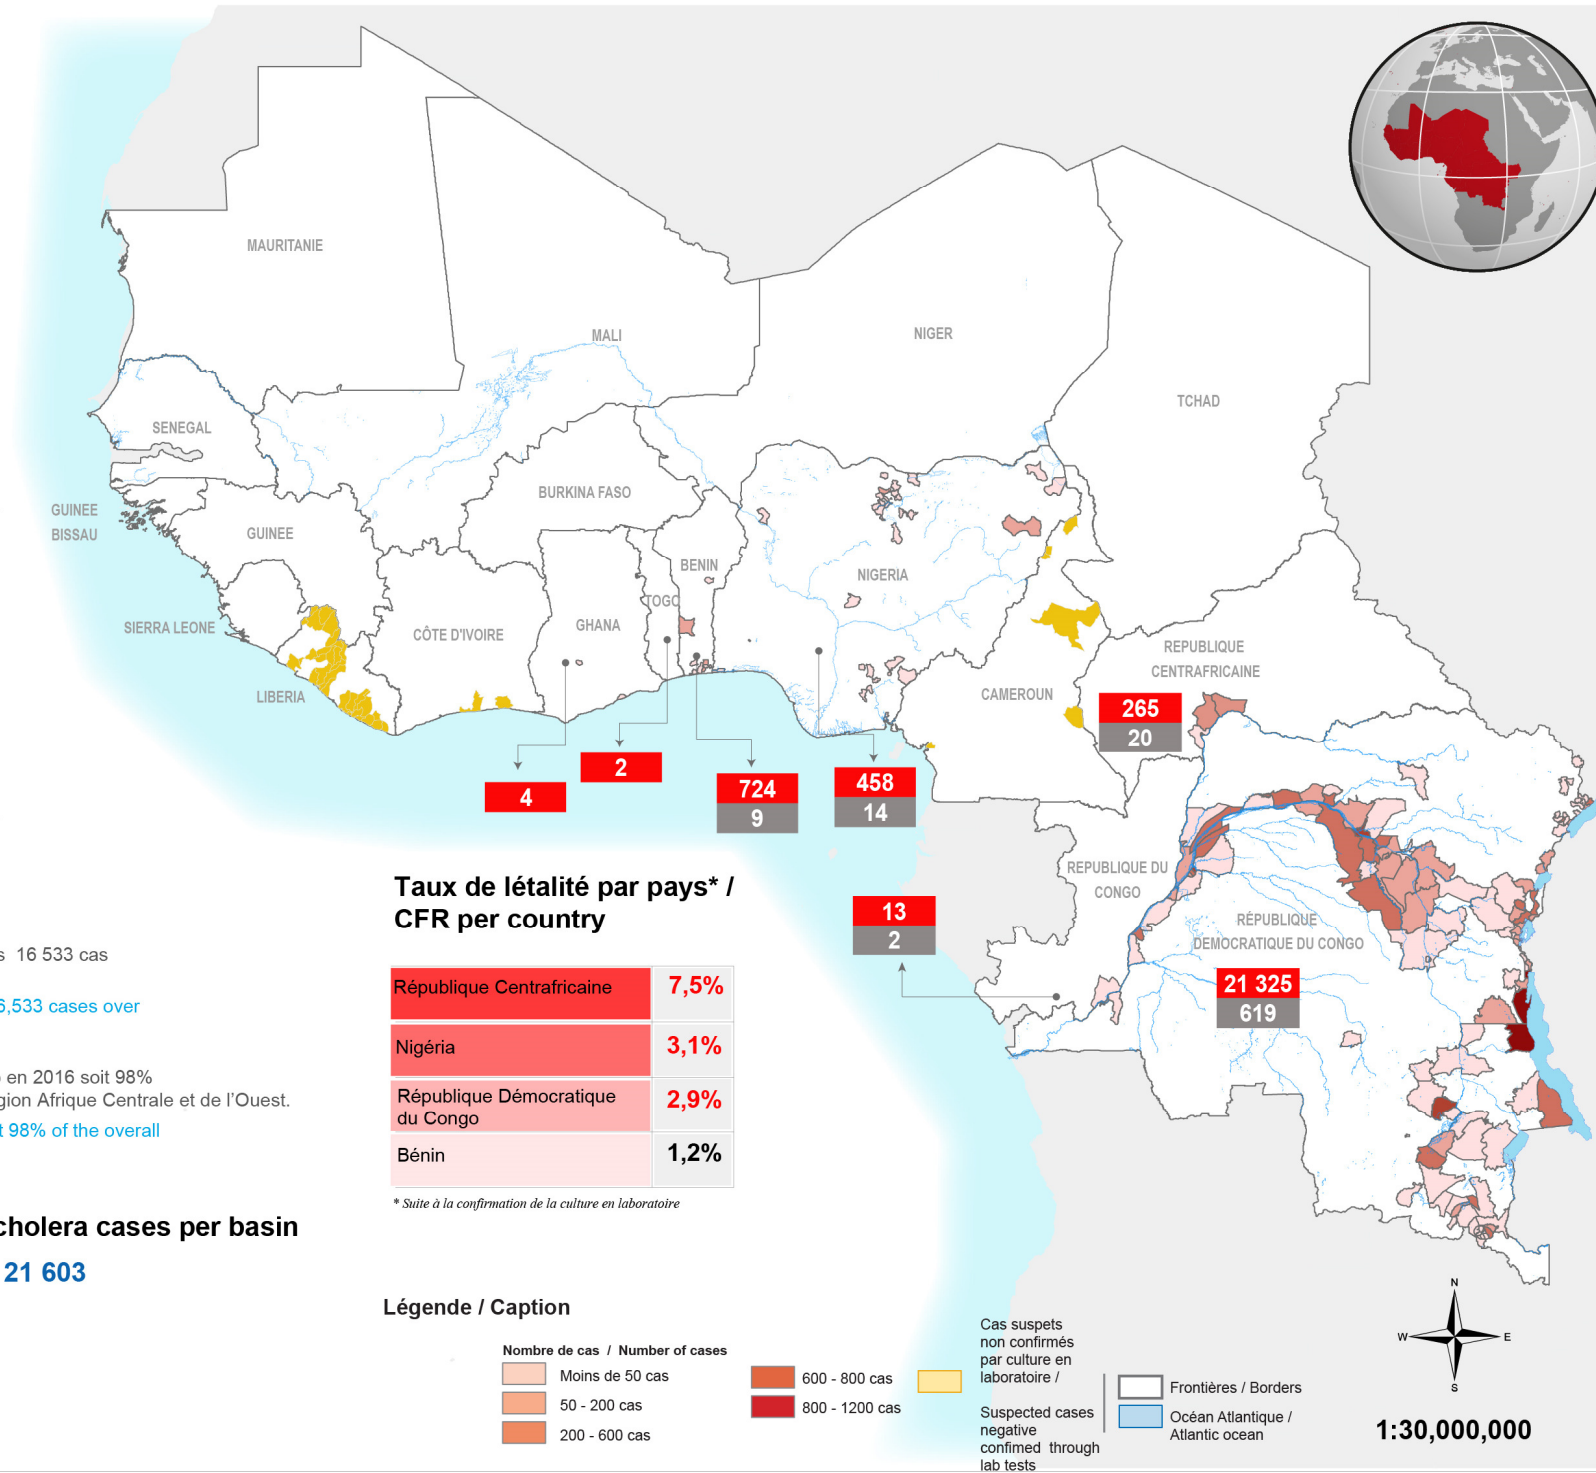 MAURITANIE
MALI
NIGER
TCHAD
SENEGAL
BURKINA FASO
GUINEE
BISSAU
GUINEE
BENIN
NIGERIA
TOGO
SIERRA LEONE
CÔTE D'IVOIRE
GHANA
REPUBLIQUE
CENTRAFRICAINE
LIBERIA
CAMEROUN
265
20
2
4
724
9
458
14
REPUBLIQUE DU
CONGO
13
2
RÉPUBLIQUE
DEMOCRATIQUE DU CONGO
21 325
619
s 16 533 cas
6,533 cases over
en 2016 soit 98%
gion Afrique Centrale et de l'Ouest.
t 98% of the overall
cholera cases per basin
21 603
Taux de létalité par pays* /
CFR per country
République Centrafricaine 7,5%
Nigéria 3,1%
République Démocratique
du Congo 2,9%
Bénin 1,2%
* Suite à la confirmation de la culture en laboratoire
Légende / Caption
Nombre de cas / Number of cases
Moins de 50 cas
50 - 200 cas
200 - 600 cas
600 - 800 cas
800 - 1200 cas
Cas suspets
non confirmés
par culture en
laboratoire /
Suspected cases
negative
confimed through
lab tests
Frontières / Borders
Océan Atlantique /
Atlantic ocean
N
W E
S
1:30,000,000